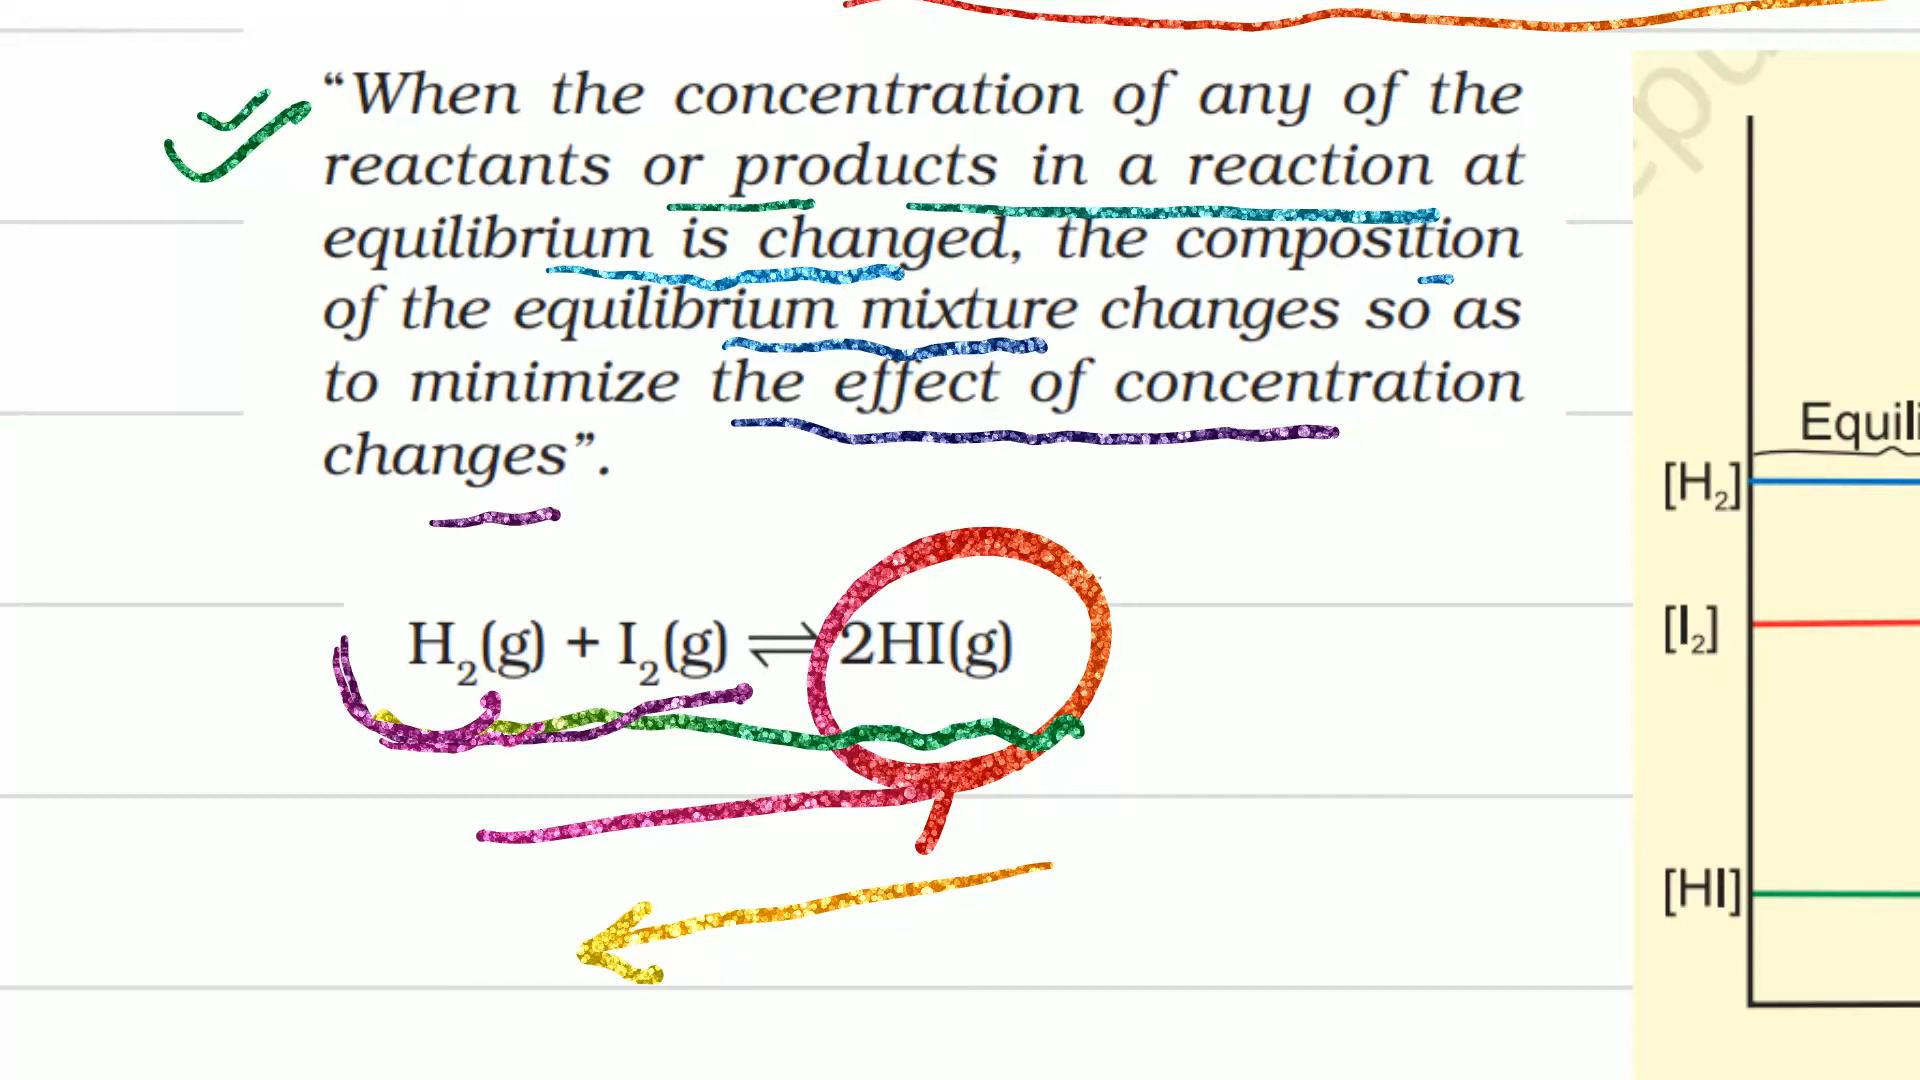 “When the concentration of any of the
reactants or products in a reaction at
equilibrium is changed, the composition
of the equilibrium mixture changes so as
to minimize the effect of concentration
changes”.
H₂(g) + I₂(g) ⇌ 2HI(g)
Equili
[H₂]
[I₂]
[HI]